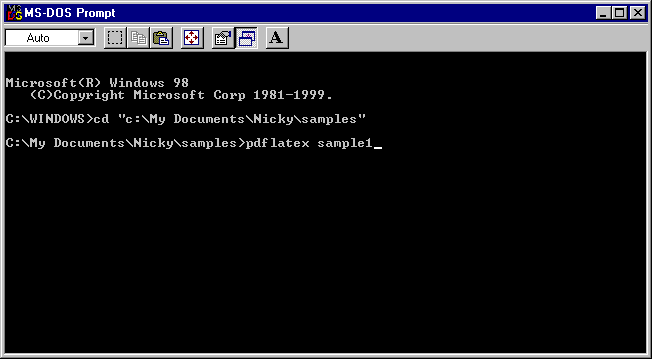 MS-DOS Prompt
Auto
A
Microsoft(R) Windows 98
(C)Copyright Microsoft Corp 1981-1999.
C:\WINDOWS>cd "c:\My Documents\Nicky\samples"
C:\My Documents\Nicky\samples>pdflatex sample1_